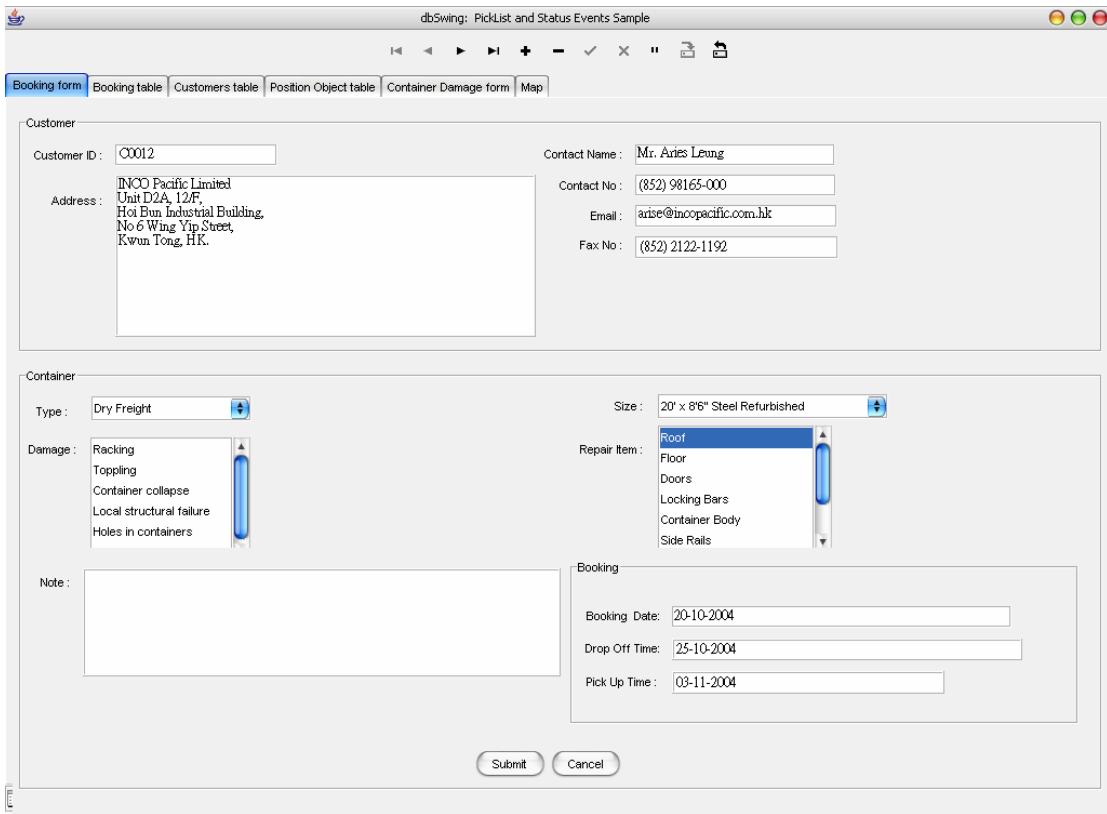 dbSwing: PickList and Status Events Sample
Booking form
Booking table
Customers table
Position Object table
Container Damage form
Map
Customer
Customer ID : C0012
Address : INCO Pacific Limited
Unit D2A, 12/F,
Hoi Bun Industrial Building,
No 6 Wing Yip Street,
Kwun Tong, HK.
Contact Name : Mr. Aries Leung
Contact No : (852) 98165-000
Email : arise@incopacific.com.hk
Fax No : (852) 2122-1192
Container
Type : Dry Freight
Size : 20' x 8'6" Steel Refurbished
Damage : Racking
Toppling
Container collapse
Local structural failure
Holes in containers
Repair Item : Roof
Floor
Doors
Locking Bars
Container Body
Side Rails
Note :
Booking
Booking Date: 20-10-2004
Drop Off Time: 25-10-2004
Pick Up Time : 03-11-2004
Submit
Cancel